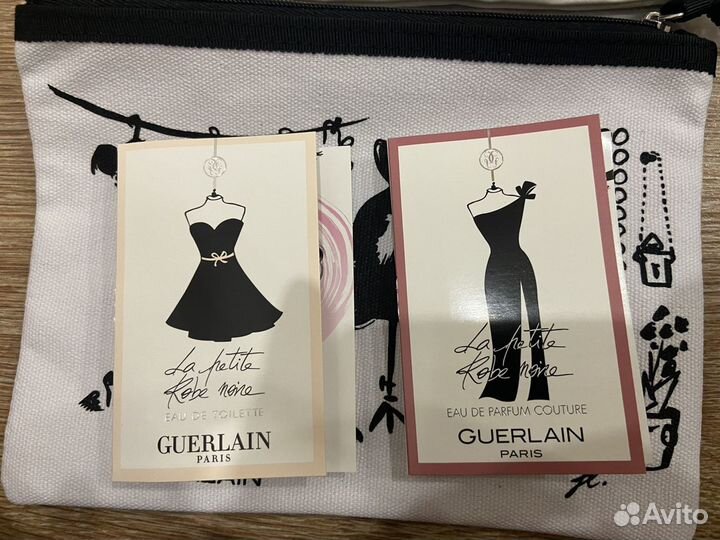 La petite
Robe noire
EAU DE TOILETTE
GUERLAIN
PARIS
La petite
Robe noire
EAU DE PARFUM COUTURE
GUERLAIN
PARIS
Avito